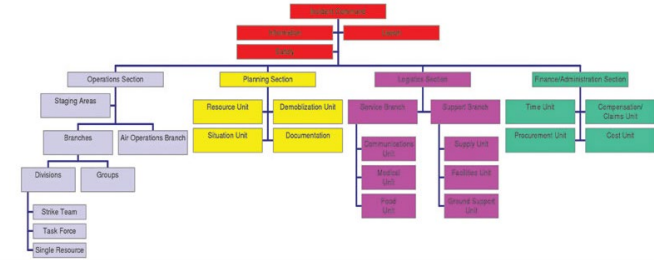 Operations Section
Planning Section
Logistics Section
Finance/Administration Section
Staging Areas
Resource Unit
Demoblization Unit
Service Branch
Support Branch
Time Unit
Compensation/
Claims Unit
Branches
Air Operations Branch
Situation Unit
Documentation
Communications
Unit
Supply Unit
Procurement Unit
Cost Unit
Divisions
Groups
Medical
Unit
Facilities Unit
Strike Team
Food
Unit
Ground Support
Unit
Task Force
Single Resource